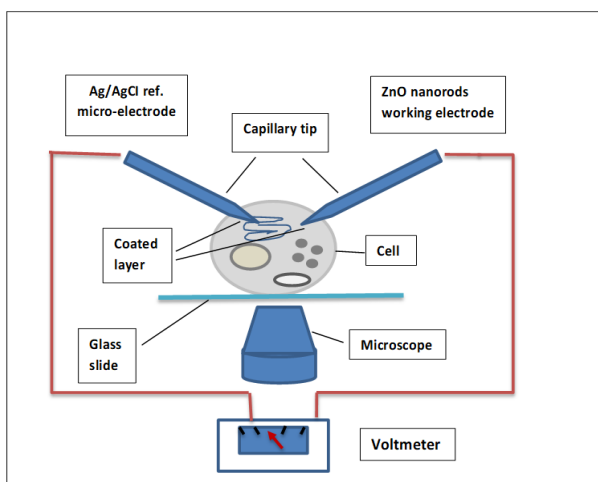 Ag/AgCl ref.
micro-electrode
ZnO nanorods
working electrode
Capillary tip
Coated
layer
Cell
Glass
slide
Microscope
Voltmeter